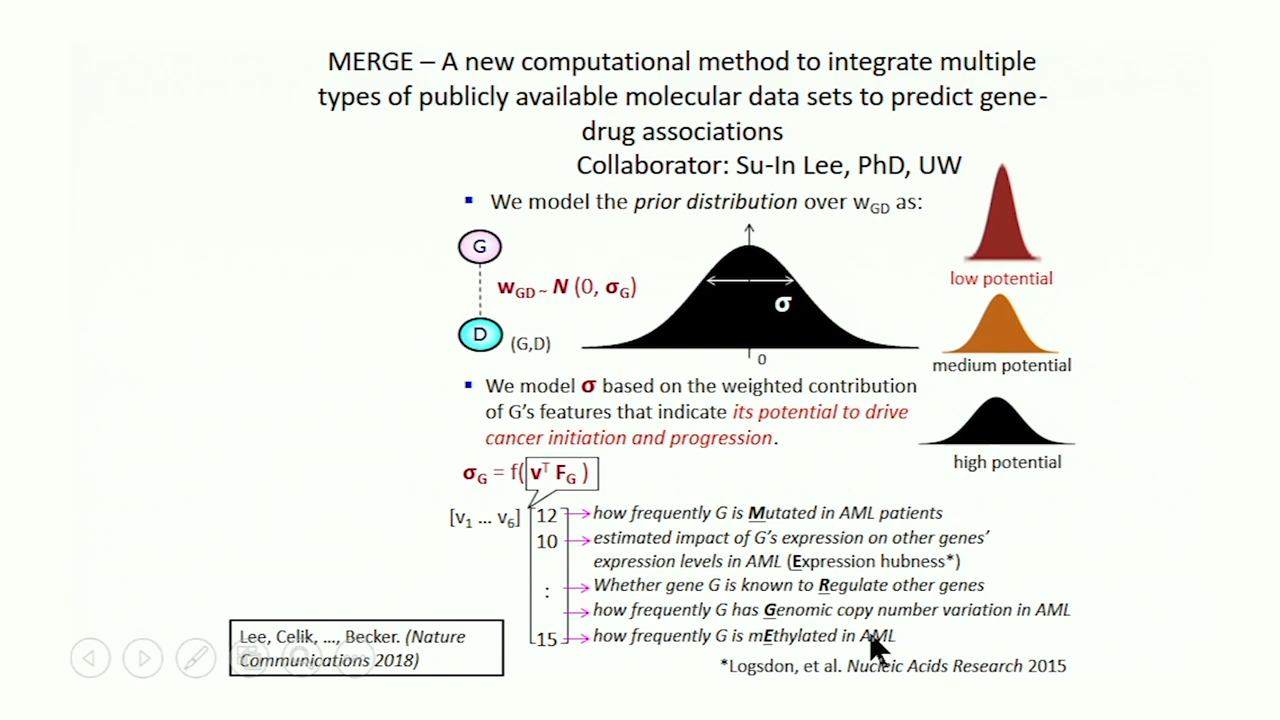 MERGE – A new computational method to integrate multiple
types of publicly available molecular data sets to predict gene-
drug associations
Collaborator: Su-In Lee, PhD, UW
▪ We model the prior distribution over wGD as:
G
wGD ~ N (0, σG)
D
(G,D)
σ
0
low potential
medium potential
high potential
▪ We model σ based on the weighted contribution
of G’s features that indicate its potential to drive
cancer initiation and progression.
σG = f( vT FG )
[v1 ... v6]
12 how frequently G is Mutated in AML patients
10 estimated impact of G’s expression on other genes’
expression levels in AML (Expression hubness*)
: Whether gene G is known to Regulate other genes
how frequently G has Genomic copy number variation in AML
15 how frequently G is mEthylated in AML
Lee, Celik, ..., Becker. (Nature
Communications 2018)
*Logsdon, et al. Nucleic Acids Research 2015